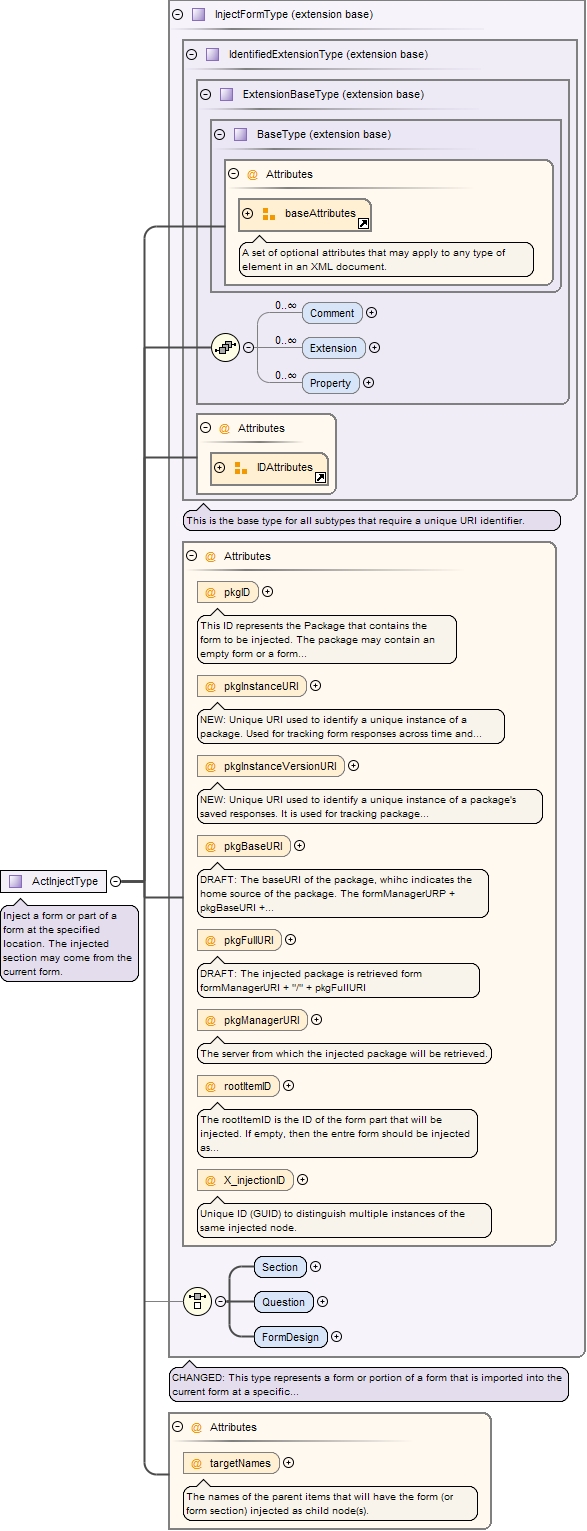 InjectFormType (extension base)
IdentifiedExtensionType (extension base)
ExtensionBaseType (extension base)
BaseType (extension base)
@ Attributes
baseAttributes
A set of optional attributes that may apply to any type of
element in an XML document.
0..∞
Comment
0..∞
Extension
0..∞
Property
@ Attributes
IDAttributes
This is the base type for all subtypes that require a unique URI identifier.
@ Attributes
@ pkgID
This ID represents the Package that contains the
form to be injected. The package may contain an
empty form or a form...
@ pkgInstanceURI
NEW: Unique URI used to identify a unique instance of a
package. Used for tracking form responses across time and...
@ pkgInstanceVersionURI
NEW: Unique URI used to identify a unique instance of a package's
saved responses. It is used for tracking package...
@ pkgBaseURI
DRAFT: The baseURI of the package, whihc indicates the
home source of the package. The formManagerURP +
pkgBaseURI +...
@ pkgFullURI
DRAFT: The injected package is retrieved form
formManagerURI + "/" + pkgFullURI
@ pkgManagerURI
The server from which the injected package will be retrieved.
@ rootItemID
The rootItemID is the ID of the form part that will be
injected. If empty, then the entre form should be injected
as...
@ X_injectionID
Unique ID (GUID) to distinguish multiple instances of the
same injected node.
ActInjectType
Inject a form or part of a
form at the specified
location. The injected
section may come from the
current form.
Section
Question
FormDesign
CHANGED: This type represents a form or portion of a form that is imported into the
current form at a specific...
@ Attributes
@ targetNames
The names of the parent items that will have the form (or
form section) injected as child node(s).